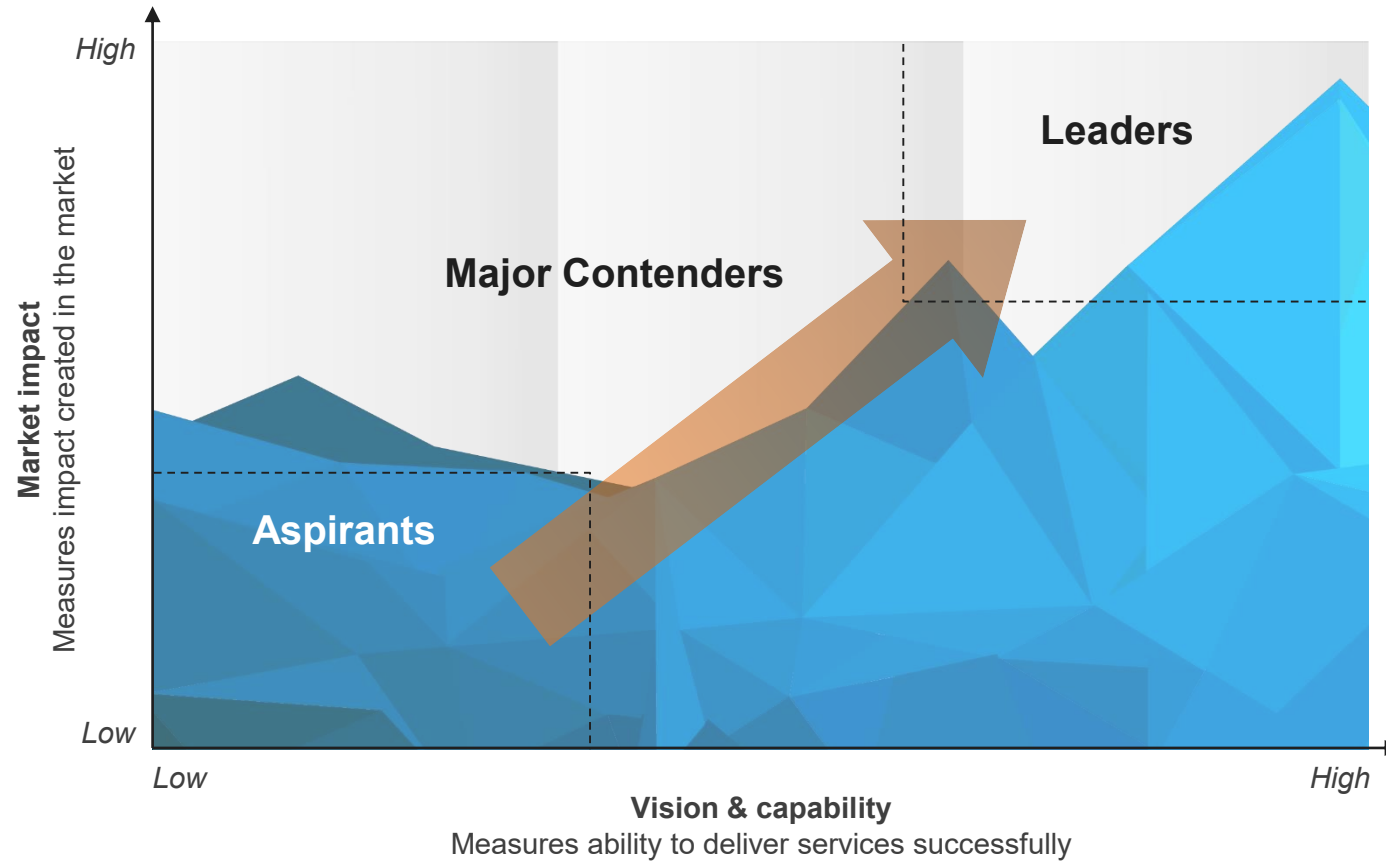 High
Leaders
Major Contenders
Market impact
Measures impact created in the market
Aspirants
Low
Low
High
Vision & capability
Measures ability to deliver services successfully